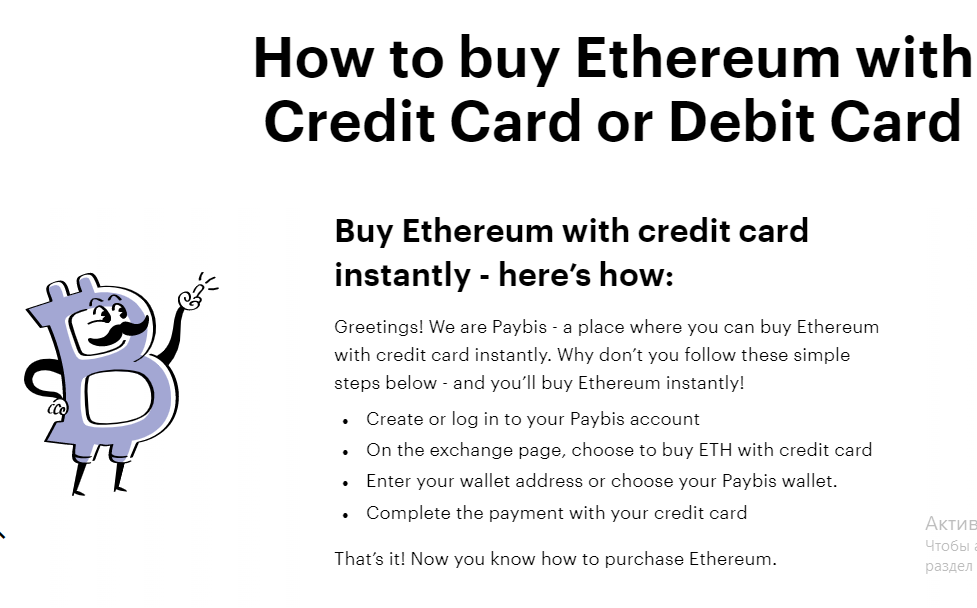 How to buy Ethereum with
Credit Card or Debit Card
Buy Ethereum with credit card
instantly - here’s how:
Greetings! We are Paybis - a place where you can buy Ethereum
with credit card instantly. Why don’t you follow these simple
steps below - and you’ll buy Ethereum instantly!
• Create or log in to your Paybis account
• On the exchange page, choose to buy ETH with credit card
• Enter your wallet address or choose your Paybis wallet.
• Complete the payment with your credit card
That’s it! Now you know how to purchase Ethereum.
Актив
Чтобы а
раздел